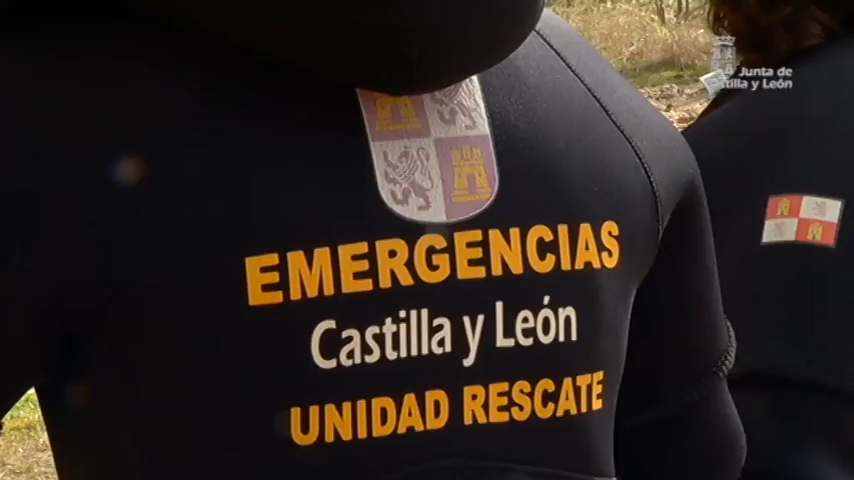 Junta de
Castilla y León
EMERGENCIAS
Castilla y León
UNIDAD RESCATE